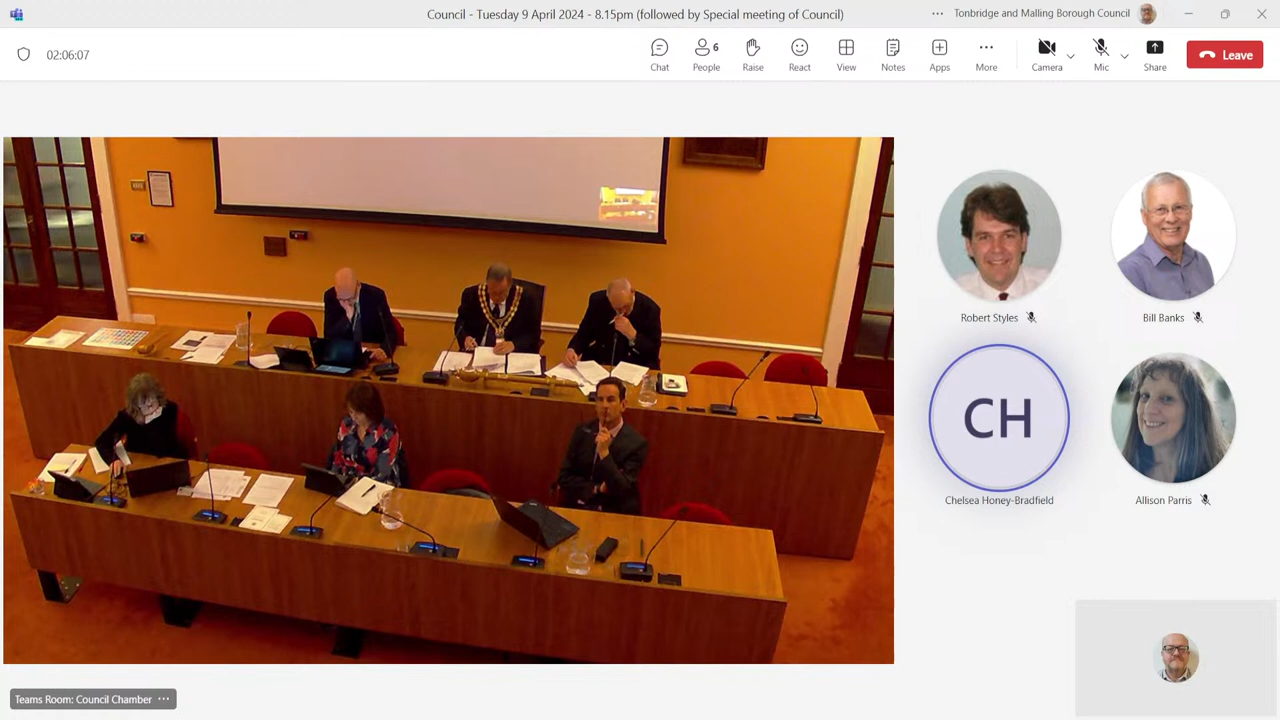 Council - Tuesday 9 April 2024 - 8.15pm (followed by Special meeting of Council)
Tonbridge and Malling Borough Council
02:06:07
Chat
People
6
Raise
React
View
Notes
Apps
More
Camera
Mic
Share
Leave
Robert Styles
Bill Banks
CH
Chelsea Honey-Bradfield
Allison Parris
Teams Room: Council Chamber